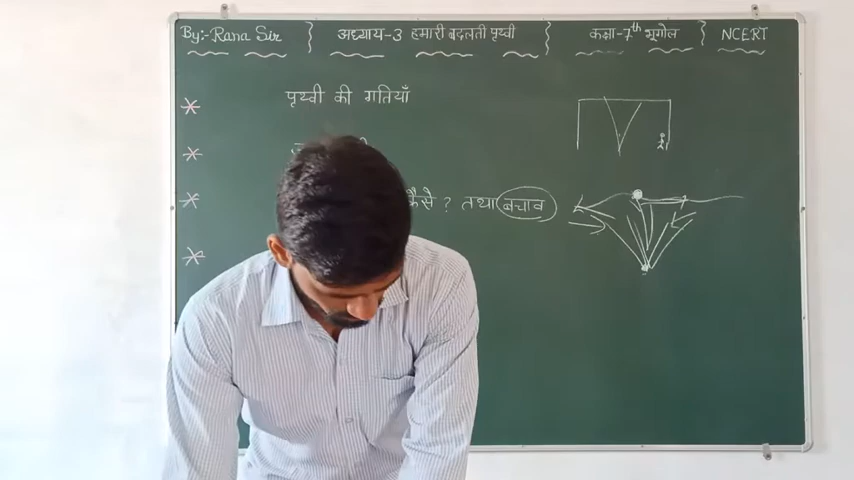 By:- Rana Sir } अध्याय-3 हमारी बदलती पृथ्वी } कक्षा-7th भूगोल } NCERT
* पृथ्वी की गतियाँ
*
* कैसे ? तथा बचाव
*